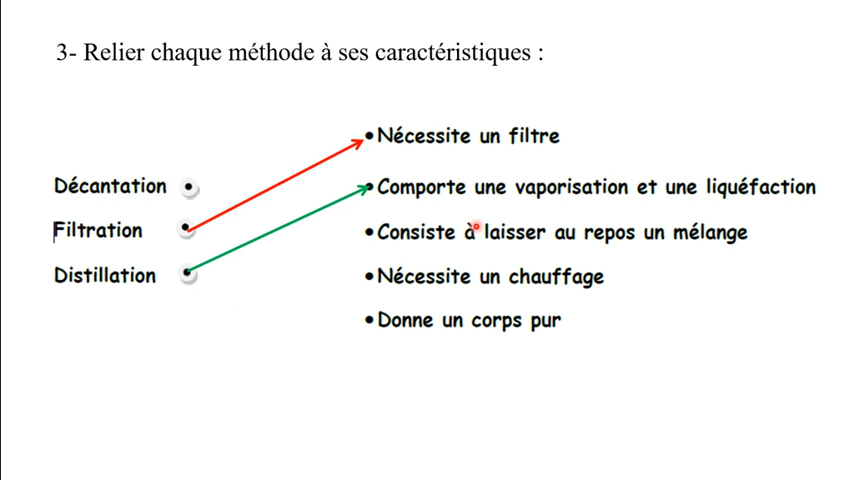 3- Relier chaque méthode à ses caractéristiques :
• Nécessite un filtre
Décantation •
• Comporte une vaporisation et une liquéfaction
Filtration •
• Consiste à laisser au repos un mélange
Distillation •
• Nécessite un chauffage
• Donne un corps pur